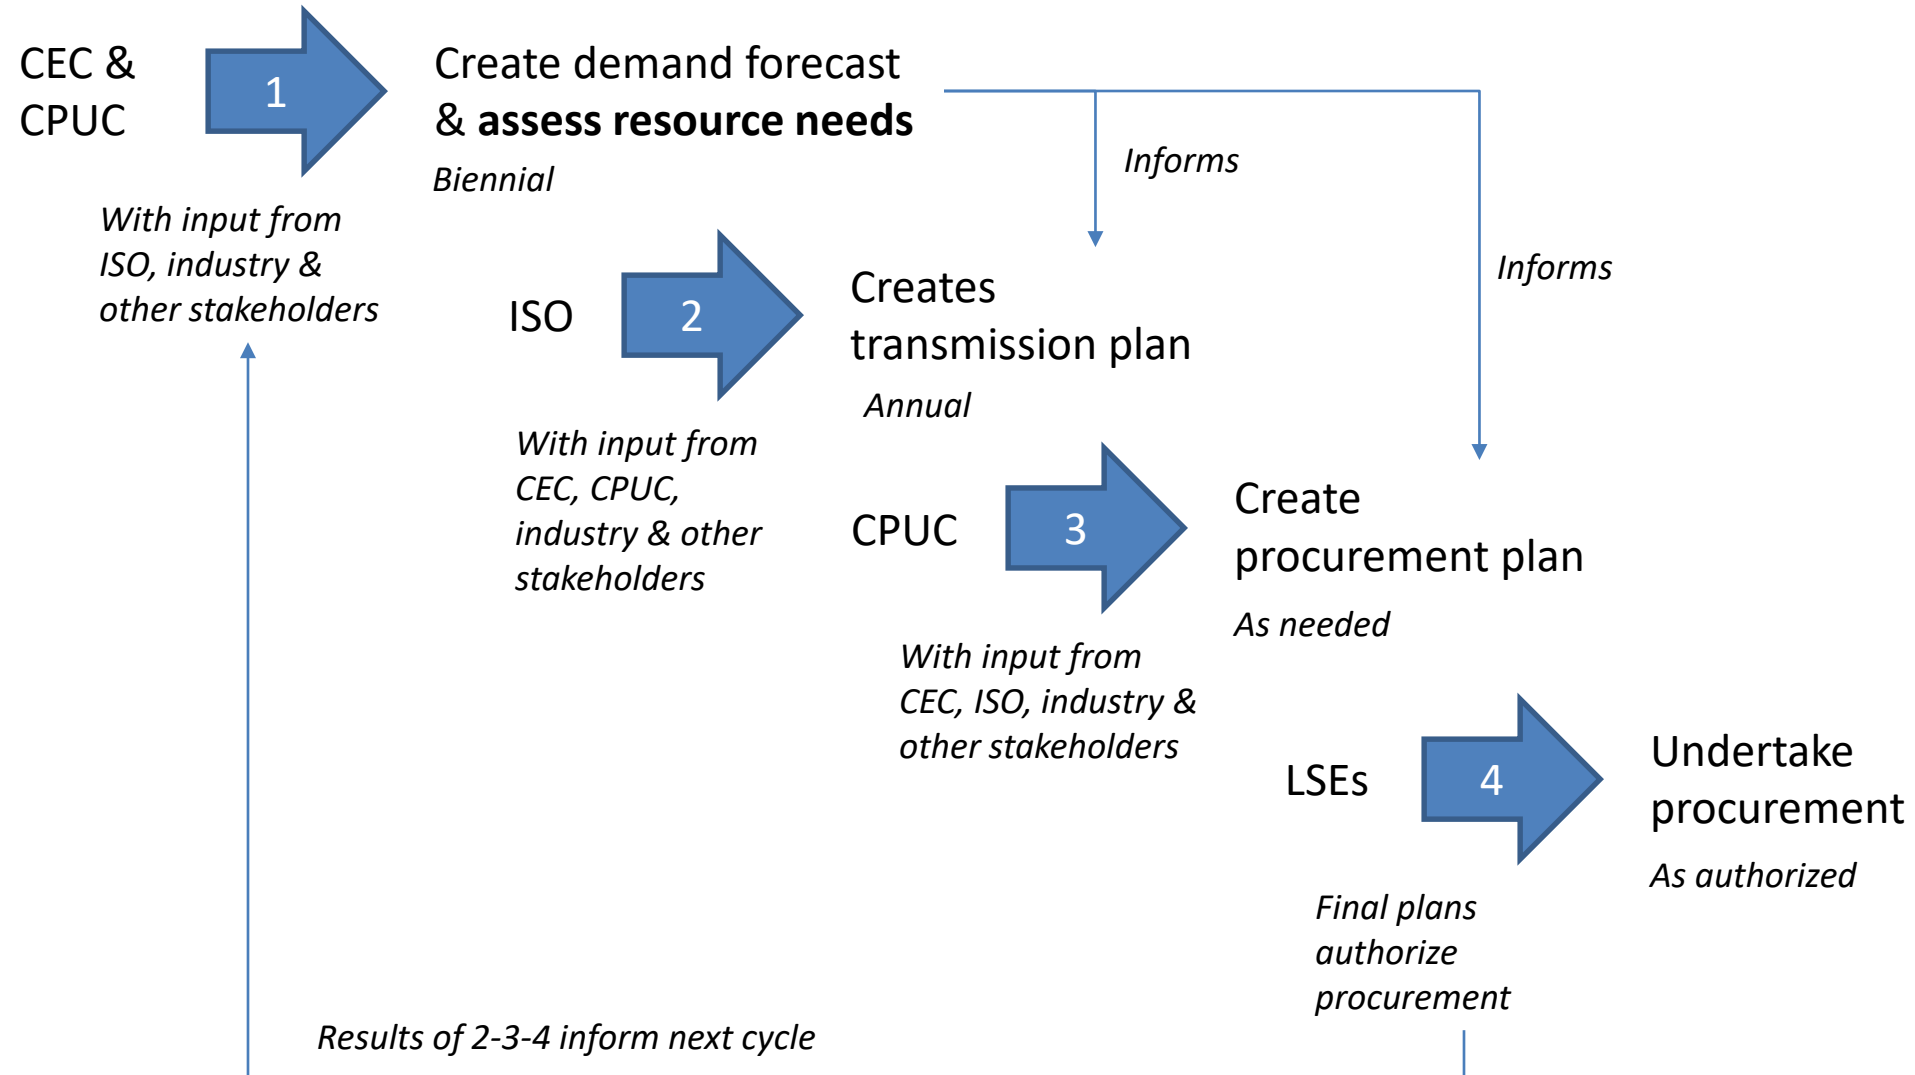 CEC &
CPUC
1
Create demand forecast
& assess resource needs
Biennial
With input from
ISO, industry &
other stakeholders
Informs
Informs
ISO
2
Creates
transmission plan
Annual
With input from
CEC, CPUC,
industry & other
stakeholders
CPUC
3
Create
procurement plan
As needed
With input from
CEC, ISO, industry &
other stakeholders
LSEs
4
Undertake
procurement
As authorized
Final plans
authorize
procurement
Results of 2-3-4 inform next cycle